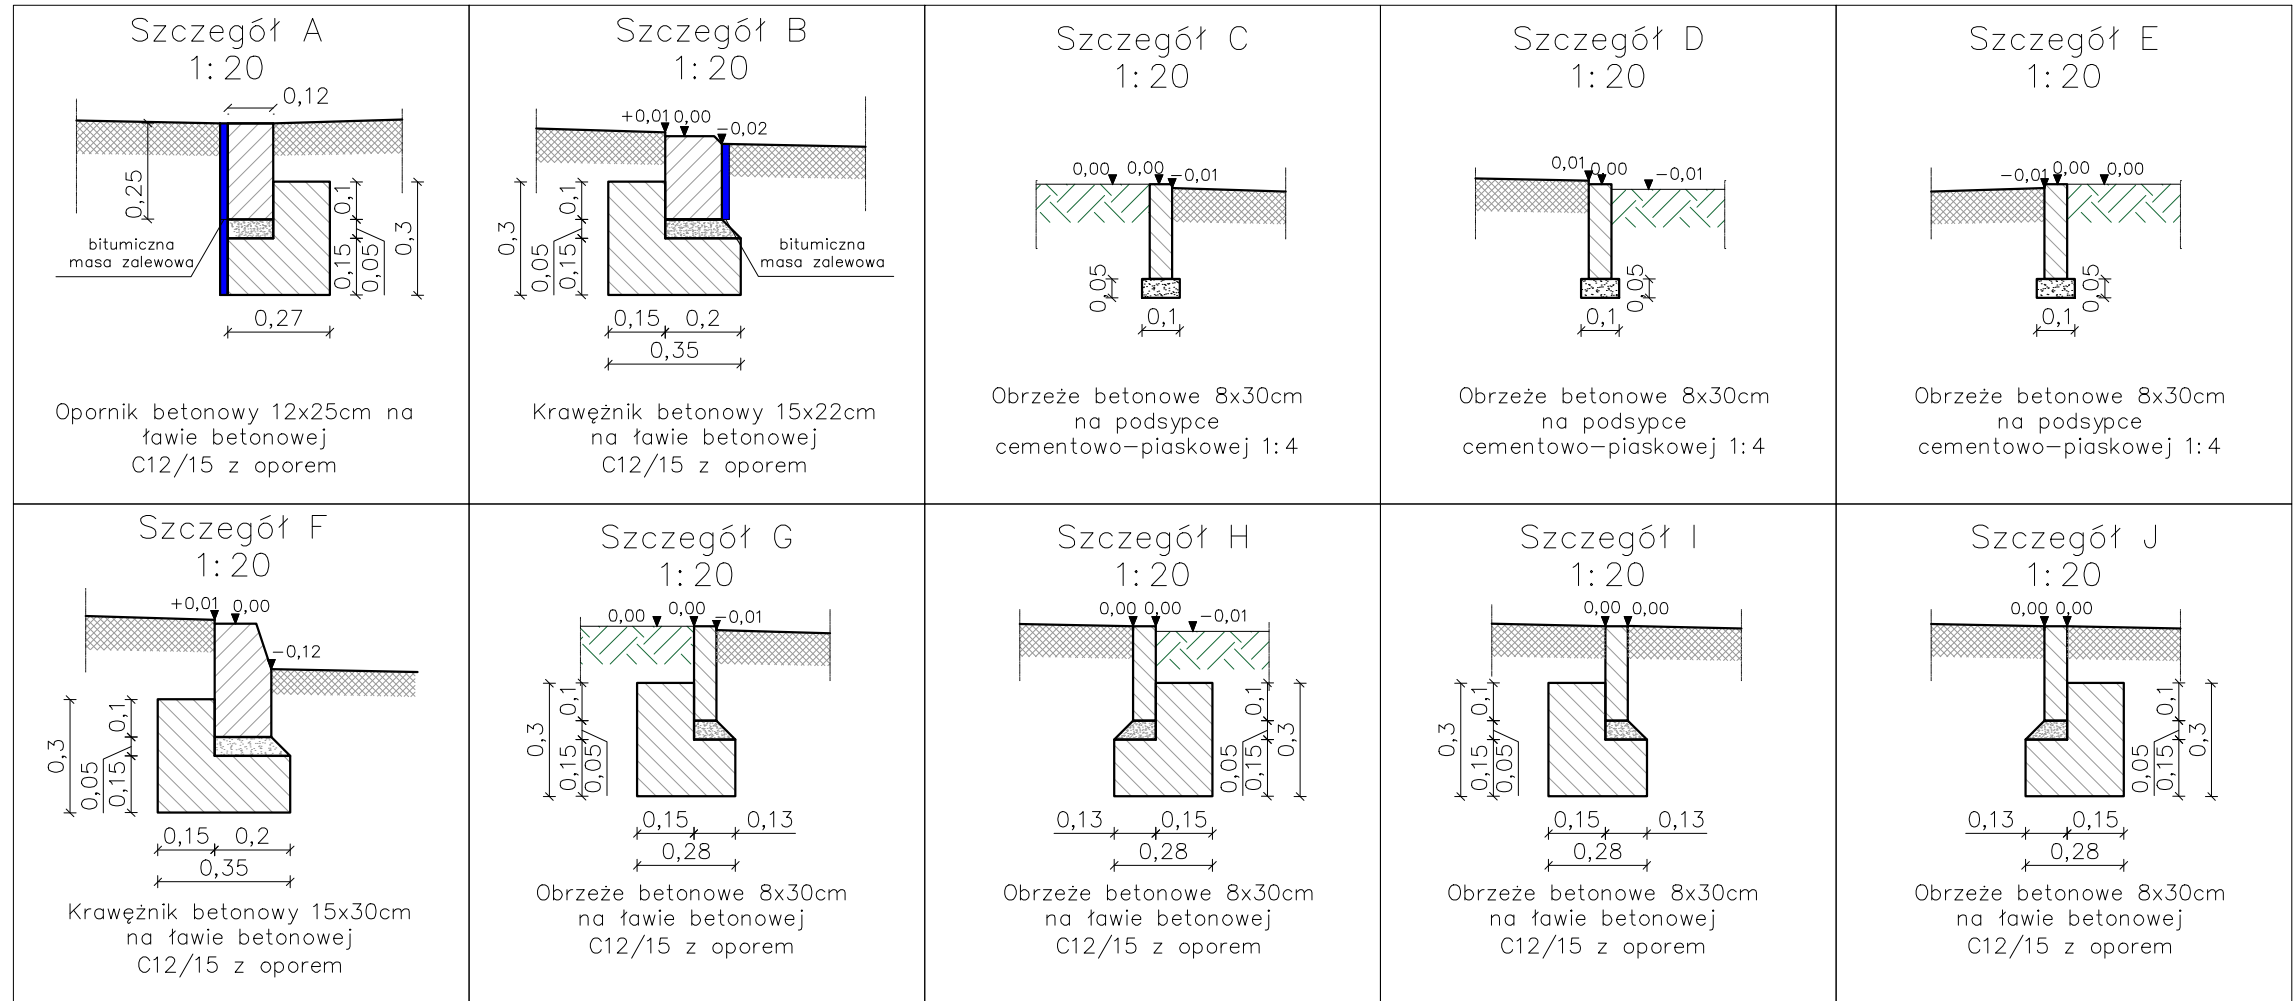 Szczegół A
1:20
0,12
0,25
0,1
0,15
0,05
0,3
bitumiczna
masa zalewowa
0,27
Opornik betonowy 12x25cm na
ławie betonowej
C12/15 z oporem
Szczegół B
1:20
+0,01 0,00
-0,02
0,3
0,05
0,1
0,15
bitumiczna
masa zalewowa
0,15 0,2
0,35
Krawężnik betonowy 15x22cm
na ławie betonowej
C12/15 z oporem
Szczegół C
1:20
0,00 0,00
-0,01
0,05
0,1
Obrzeże betonowe 8x30cm
na podsypce
cementowo-piaskowej 1:4
Szczegół D
1:20
0,01 0,00 -0,01
0,05
0,1
Obrzeże betonowe 8x30cm
na podsypce
cementowo-piaskowej 1:4
Szczegół E
1:20
-0,01 0,00 0,00
0,05
0,1
Obrzeże betonowe 8x30cm
na podsypce
cementowo-piaskowej 1:4
Szczegół F
1:20
+0,01 0,00
-0,12
0,3
0,05
0,1
0,15
0,15 0,2
0,35
Krawężnik betonowy 15x30cm
na ławie betonowej
C12/15 z oporem
Szczegół G
1:20
0,00 0,00 -0,01
0,3
0,1
0,15
0,05
0,15 0,13
0,28
Obrzeże betonowe 8x30cm
na ławie betonowej
C12/15 z oporem
Szczegół H
1:20
0,00 0,00 -0,01
0,05
0,1
0,15
0,3
0,13 0,15
0,28
Obrzeże betonowe 8x30cm
na ławie betonowej
C12/15 z oporem
Szczegół I
1:20
0,00 0,00
0,3
0,1
0,15
0,05
0,15 0,13
0,28
Obrzeże betonowe 8x30cm
na ławie betonowej
C12/15 z oporem
Szczegół J
1:20
0,00 0,00
0,05
0,1
0,15
0,3
0,13 0,15
0,28
Obrzeże betonowe 8x30cm
na ławie betonowej
C12/15 z oporem